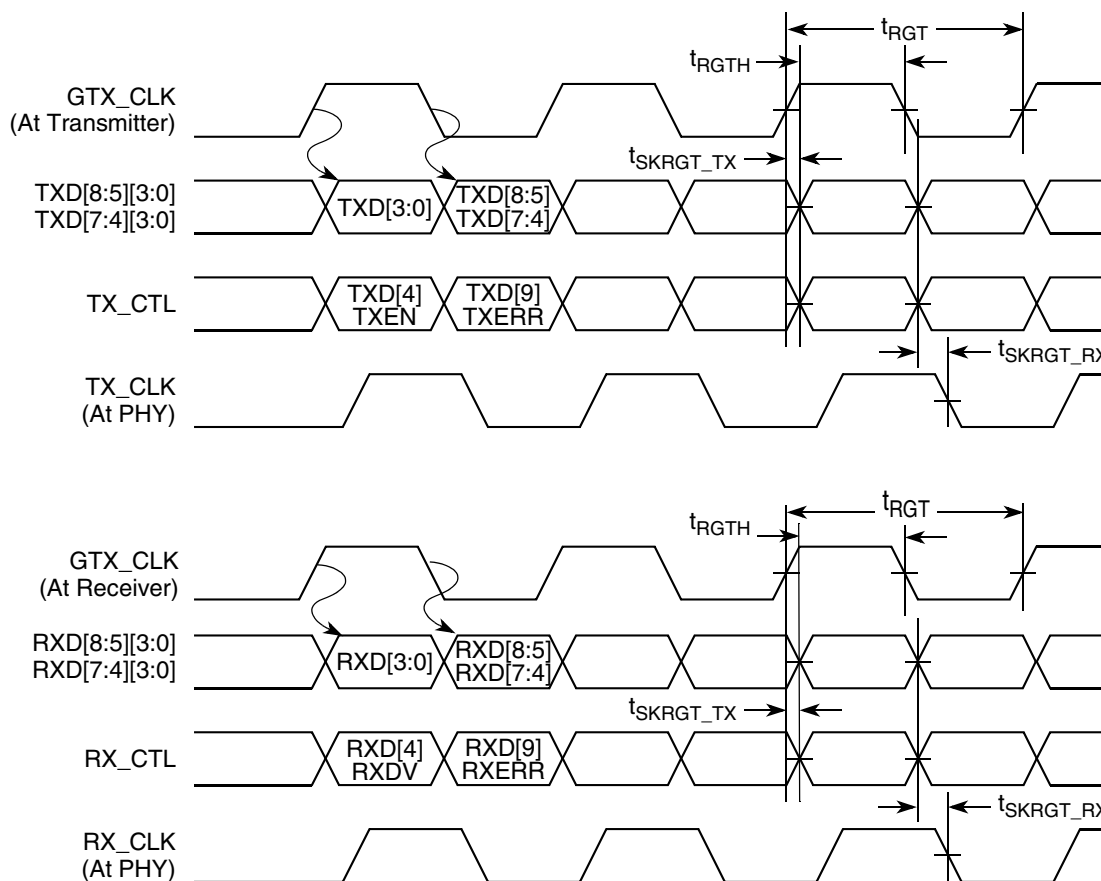 tRGT
tRGTH
GTX_CLK
(At Transmitter)
tSKRGT_TX
TXD[8:5][3:0]
TXD[7:4][3:0]
TXD[3:0]
TXD[8:5]
TXD[7:4]
TX_CTL
TXD[4]
TXEN
TXD[9]
TXERR
tSKRGT_RX
TX_CLK
(At PHY)
tRGT
tRGTH
GTX_CLK
(At Receiver)
RXD[8:5][3:0]
RXD[7:4][3:0]
RXD[3:0]
RXD[8:5]
RXD[7:4]
tSKRGT_TX
RX_CTL
RXD[4]
RXDV
RXD[9]
RXERR
tSKRGT_RX
RX_CLK
(At PHY)